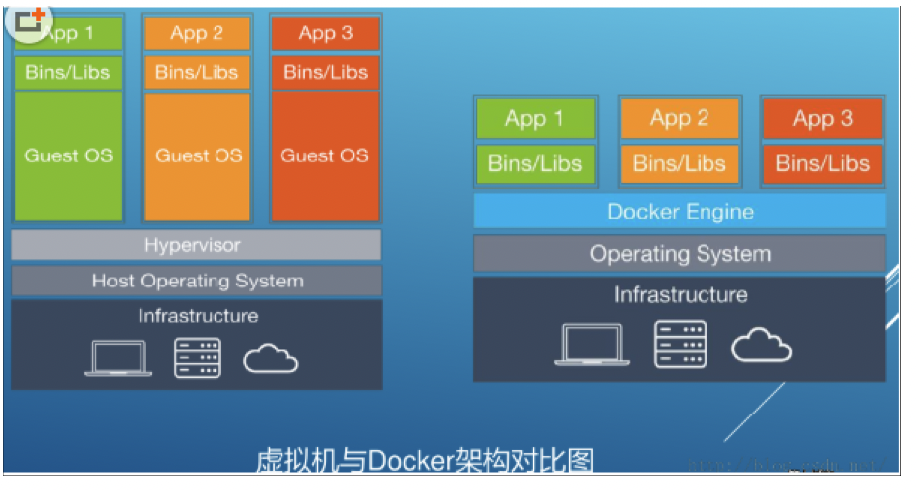 App 1 App 2 App 3
Bins/Libs Bins/Libs Bins/Libs
Guest OS Guest OS Guest OS
Hypervisor
Host Operating System
Infrastructure
App 1 App 2 App 3
Bins/Libs Bins/Libs Bins/Libs
Docker Engine
Operating System
Infrastructure
虚拟机与Docker架构对比图